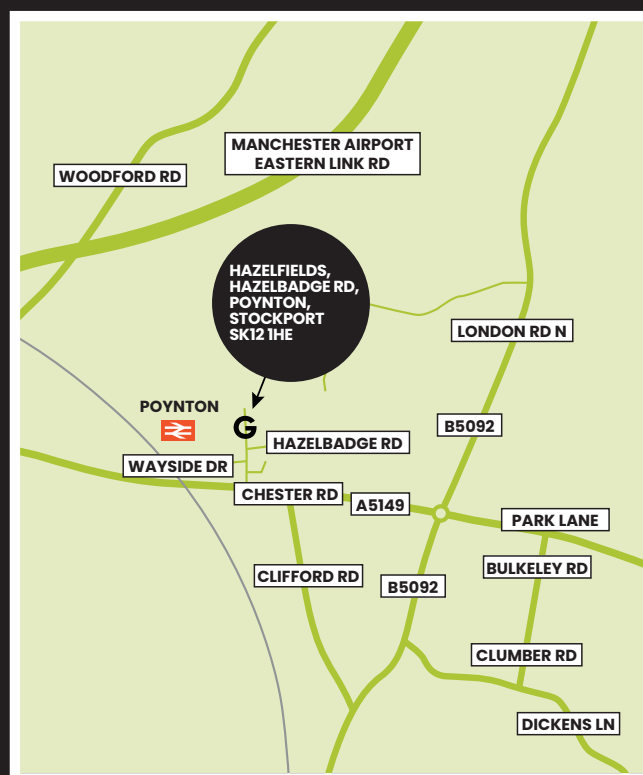 MANCHESTER AIRPORT
EASTERN LINK RD
WOODFORD RD
HAZELFIELDS,
HAZELBADGE RD,
POYNTON,
STOCKPORT
SK12 1HE
LONDON RD N
POYNTON
G
B5092
HAZELBADGE RD
WAYSIDE DR
CHESTER RD
A5149
PARK LANE
CLIFFORD RD
B5092
BULKELEY RD
CLUMBER RD
DICKENS LN